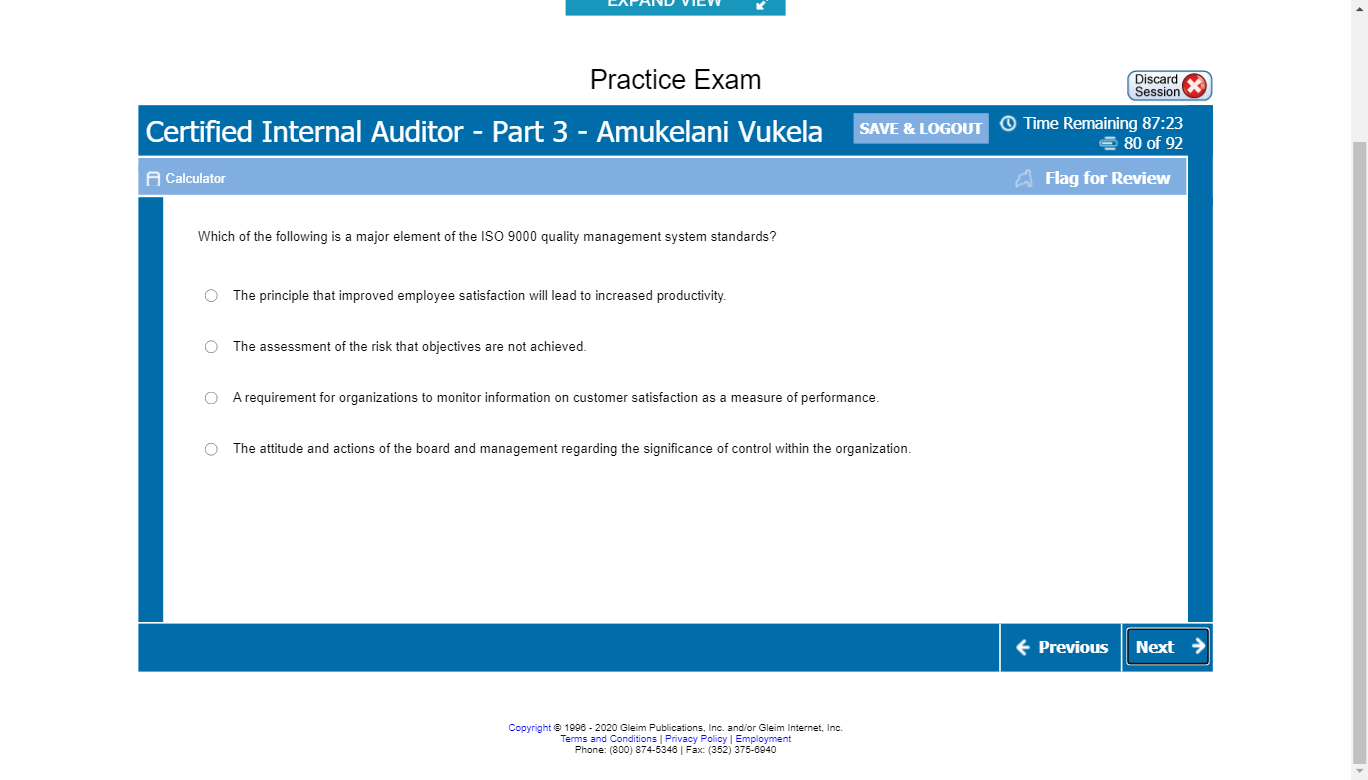 EXPAND VIEW
Practice Exam
Discard
Session
Certified Internal Auditor - Part 3 - Amukelani Vukela
SAVE & LOGOUT
Time Remaining 87:23
80 of 92
Calculator
Flag for Review
Which of the following is a major element of the ISO 9000 quality management system standards?
The principle that improved employee satisfaction will lead to increased productivity.
The assessment of the risk that objectives are not achieved.
A requirement for organizations to monitor information on customer satisfaction as a measure of performance.
The attitude and actions of the board and management regarding the significance of control within the organization.
Previous
Next
Copyright © 1996 - 2020 Gleim Publications, Inc. and/or Gleim Internet, Inc.
Terms and Conditions | Privacy Policy | Employment
Phone: (800) 874-5346 | Fax: (352) 375-6940